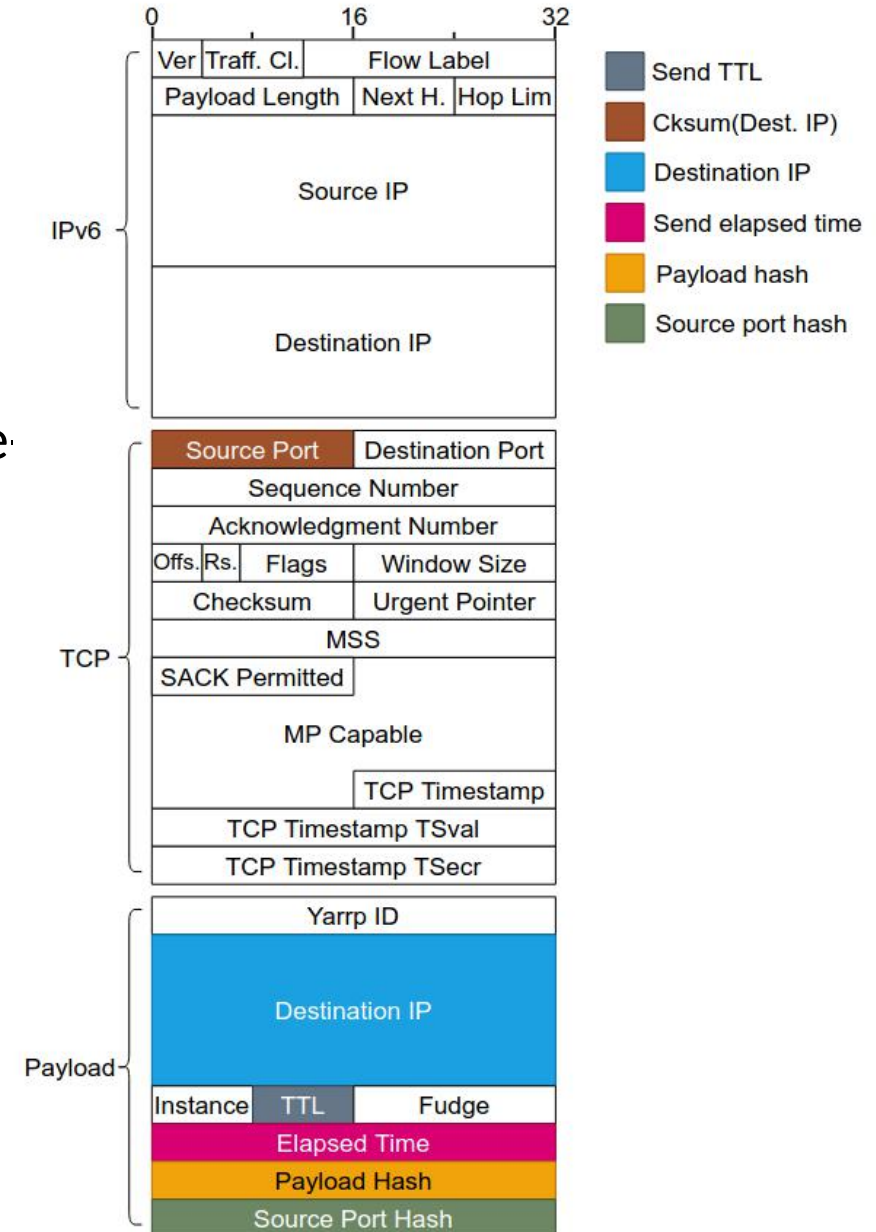 0 16 32
Ver Traff. Cl. Flow Label
Payload Length Next H. Hop Lim
Source IP
IPv6
Destination IP
Source Port Destination Port
Sequence Number
Acknowledgment Number
Offs. Rs. Flags Window Size
Checksum Urgent Pointer
MSS
TCP
SACK Permitted
MP Capable
TCP Timestamp
TCP Timestamp TSval
TCP Timestamp TSecr
Yarrp ID
Destination IP
Payload
Instance TTL Fudge
Elapsed Time
Payload Hash
Source Port Hash
Send TTL
Cksum(Dest. IP)
Destination IP
Send elapsed time
Payload hash
Source port hash